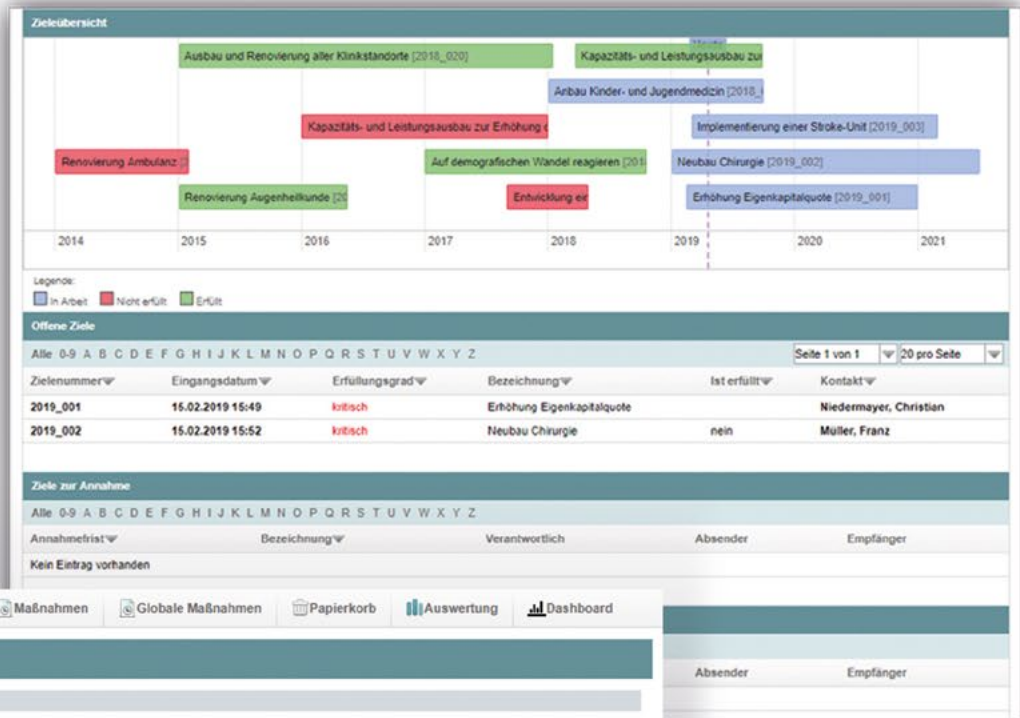 Zieleübersicht
Ausbau und Renovierung aller Klinikstandorte [2018_020]
Kapazitäts- und Leistungsausbau zur
Anbau Kinder- und Jugendmedizin [2018_
Kapazitäts- und Leistungsausbau zur Erhöhung
Implementierung einer Stroke-Unit [2019_003]
Renovierung Ambulanz
Auf demografischen Wandel reagieren [201
Neubau Chirurgie [2019_002]
Renovierung Augenheilkunde [20
Entwicklung ein
Erhöhung Eigenkapitalquote [2019_001]
2014 2015 2016 2017 2018 2019 2020 2021
Legende:
In Arbeit Nicht erfüllt Erfüllt
Offene Ziele
Alle 0-9 A B C D E F G H I J K L M N O P Q R S T U V W X Y Z Seite 1 von 1 20 pro Seite
Zielenummer Eingangsdatum Erfüllungsgrad Bezeichnung Ist erfüllt Kontakt
2019_001 15.02.2019 15:49 kritisch Erhöhung Eigenkapitalquote Niedermayer, Christian
2019_002 15.02.2019 15:52 kritisch Neubau Chirurgie nein Müller, Franz
Ziele zur Annahme
Alle 0-9 A B C D E F G H I J K L M N O P Q R S T U V W X Y Z
Annahmefrist Bezeichnung Verantwortlich Absender Empfänger
Kein Eintrag vorhanden
Maßnahmen Globale Maßnahmen Papierkorb Auswertung Dashboard
Absender Empfänger